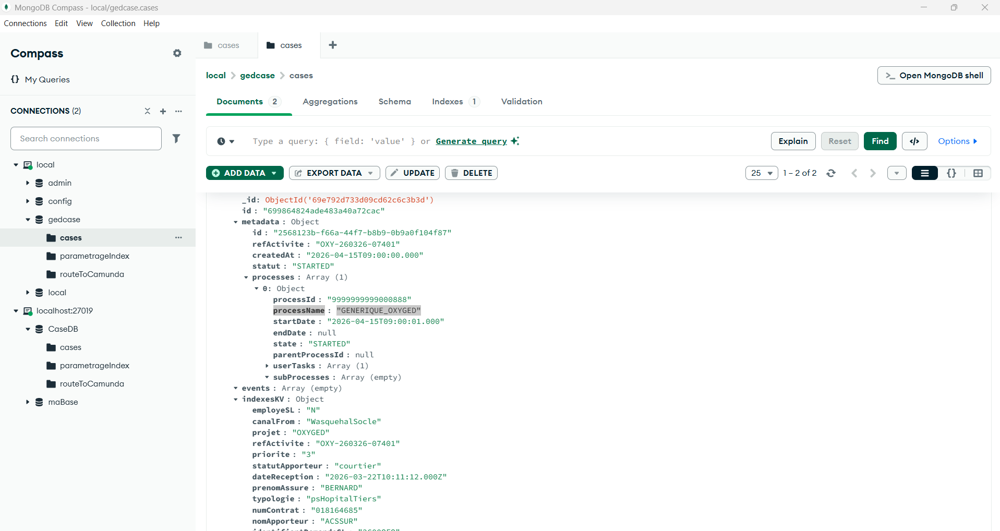 MongoDB Compass - local/gedcase.cases
Connections Edit View Collection Help
Compass
{} My Queries
CONNECTIONS (2)
Search connections
local
admin
config
gedcase
cases
parametrageIndex
routeToCamunda
local
localhost:27019
CaseDB
cases
parametrageIndex
routeToCamunda
maBase
cases cases
local > gedcase > cases
>_ Open MongoDB shell
Documents 2 Aggregations Schema Indexes 1 Validation
Type a query: { field: 'value' } or Generate query
Explain Reset Find </> Options
ADD DATA EXPORT DATA UPDATE DELETE
25 1 – 2 of 2 {}
_id: ObjectId('69e792d733d09cd62c6c3b3d')
id : "699864824ade483a40a72cac"
metadata : Object
id : "2568123b-f66a-44f7-b8b9-0b9a0f104f87"
refActivite : "OXY-260326-07401"
createdAt : "2026-04-15T09:00:00.000"
statut : "STARTED"
processes : Array (1)
0: Object
processId : "9999999999000888"
processName : "GENERIQUE_OXYGED"
startDate : "2026-04-15T09:00:01.000"
endDate : null
state : "STARTED"
parentProcessId : null
userTasks : Array (1)
subProcesses : Array (empty)
events : Array (empty)
indexesKV : Object
employeSL : "N"
canalFrom : "WasquehalSocle"
projet : "OXYGED"
refActivite : "OXY-260326-07401"
priorite : "3"
statutApporteur : "courtier"
dateReception : "2026-03-22T10:11:12.000Z"
prenomAssure : "BERNARD"
typologie : "psHopitalTiers"
numContrat : "018164685"
nomApporteur : "ACSSUR"